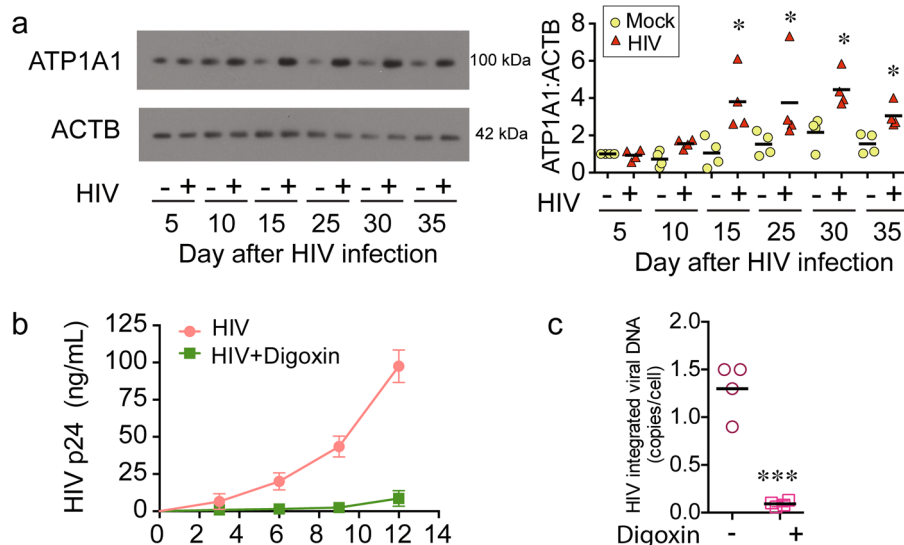 a
ATP1A1
100 kDa
ACTB
42 kDa
HIV - + - + - + - + - + - +
5 10 15 25 30 35
Day after HIV infection
ATP1A1:ACTB
8
6
4
2
0
Mock
HIV
* * * *
HIV - + - + - + - + - + - +
5 10 15 25 30 35
Day after HIV infection
b
HIV p24 (ng/mL)
125
100
75
50
25
0
HIV
HIV+Digoxin
0 2 4 6 8 10 12 14
c
HIV integrated viral DNA
(copies/cell)
2.0
1.5
1.0
0.5
0.0
***
Digoxin - +